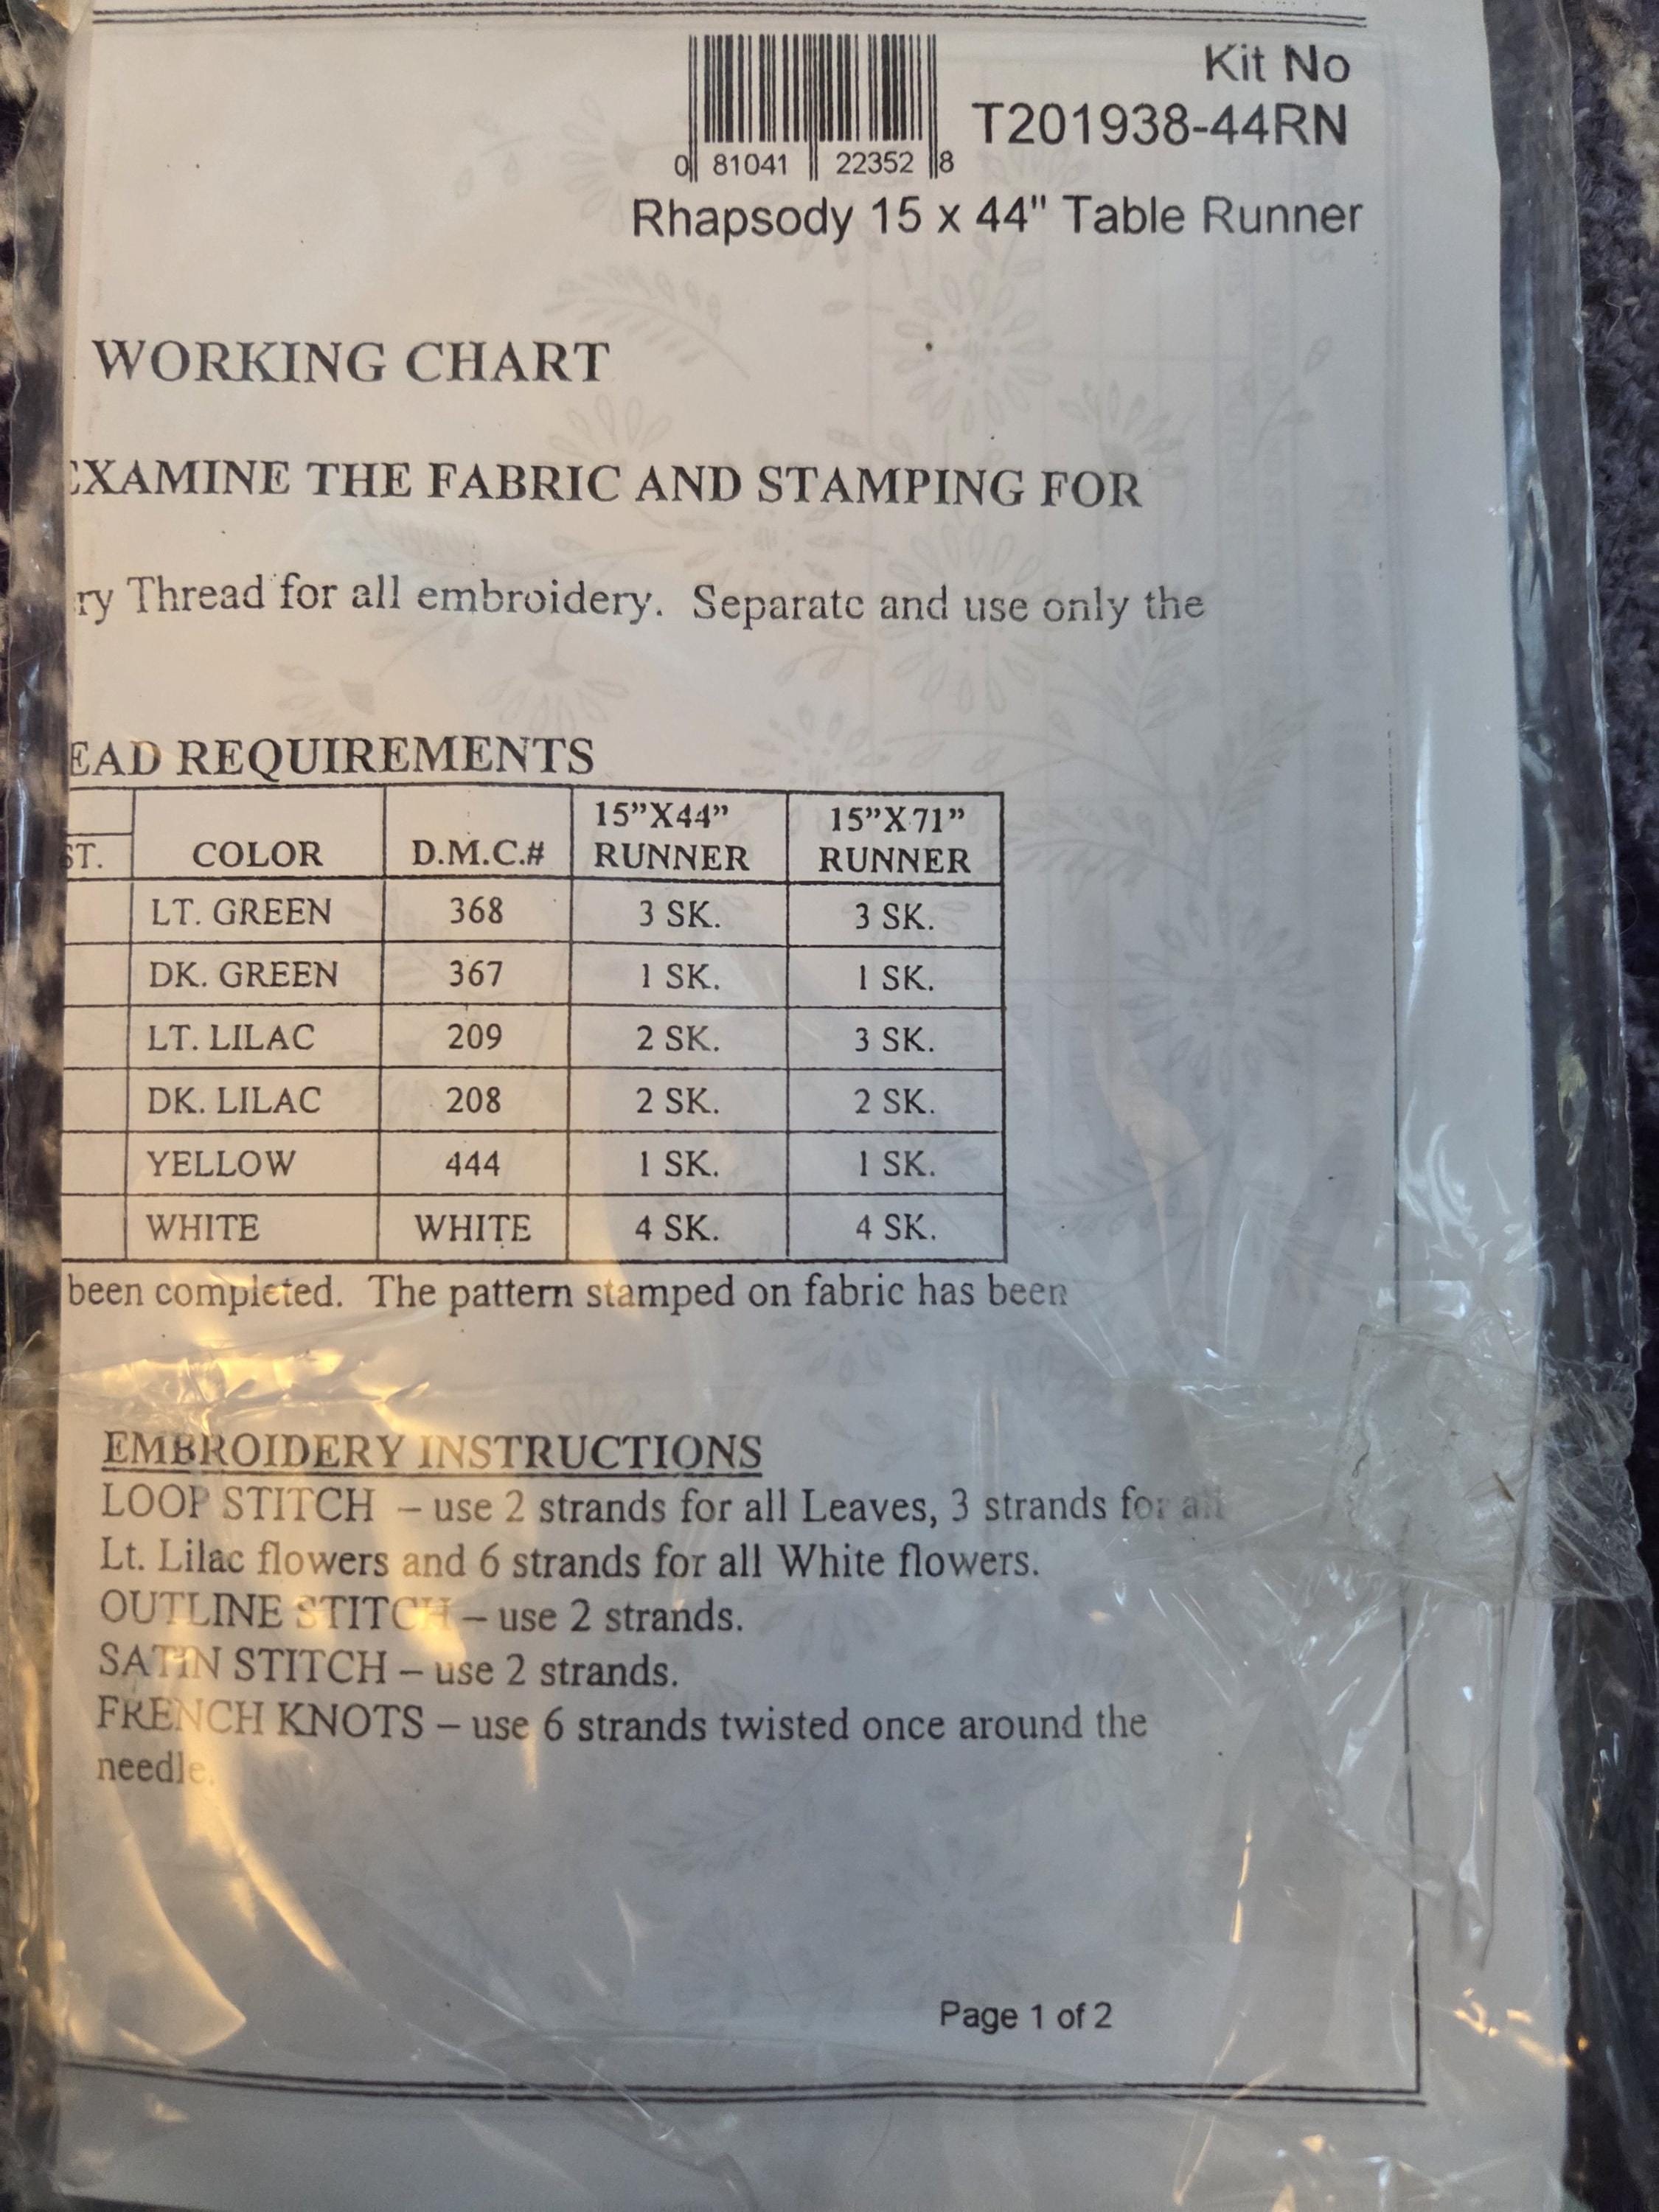 Kit No
T201938-44RN
0 81041 22352 8
Rhapsody 15 x 44" Table Runner
WORKING CHART
EXAMINE THE FABRIC AND STAMPING FOR
ry Thread for all embroidery. Separate and use only the
EAD REQUIREMENTS
ST. COLOR D.M.C.# 15”X44” RUNNER 15”X71” RUNNER
LT. GREEN 368 3 SK. 3 SK.
DK. GREEN 367 1 SK. 1 SK.
LT. LILAC 209 2 SK. 3 SK.
DK. LILAC 208 2 SK. 2 SK.
YELLOW 444 1 SK. 1 SK.
WHITE WHITE 4 SK. 4 SK.
been completed. The pattern stamped on fabric has been
EMBROIDERY INSTRUCTIONS
LOOP STITCH – use 2 strands for all Leaves, 3 strands for all
Lt. Lilac flowers and 6 strands for all White flowers.
OUTLINE STITCH – use 2 strands.
SATIN STITCH – use 2 strands.
FRENCH KNOTS – use 6 strands twisted once around the
needle.
Page 1 of 2